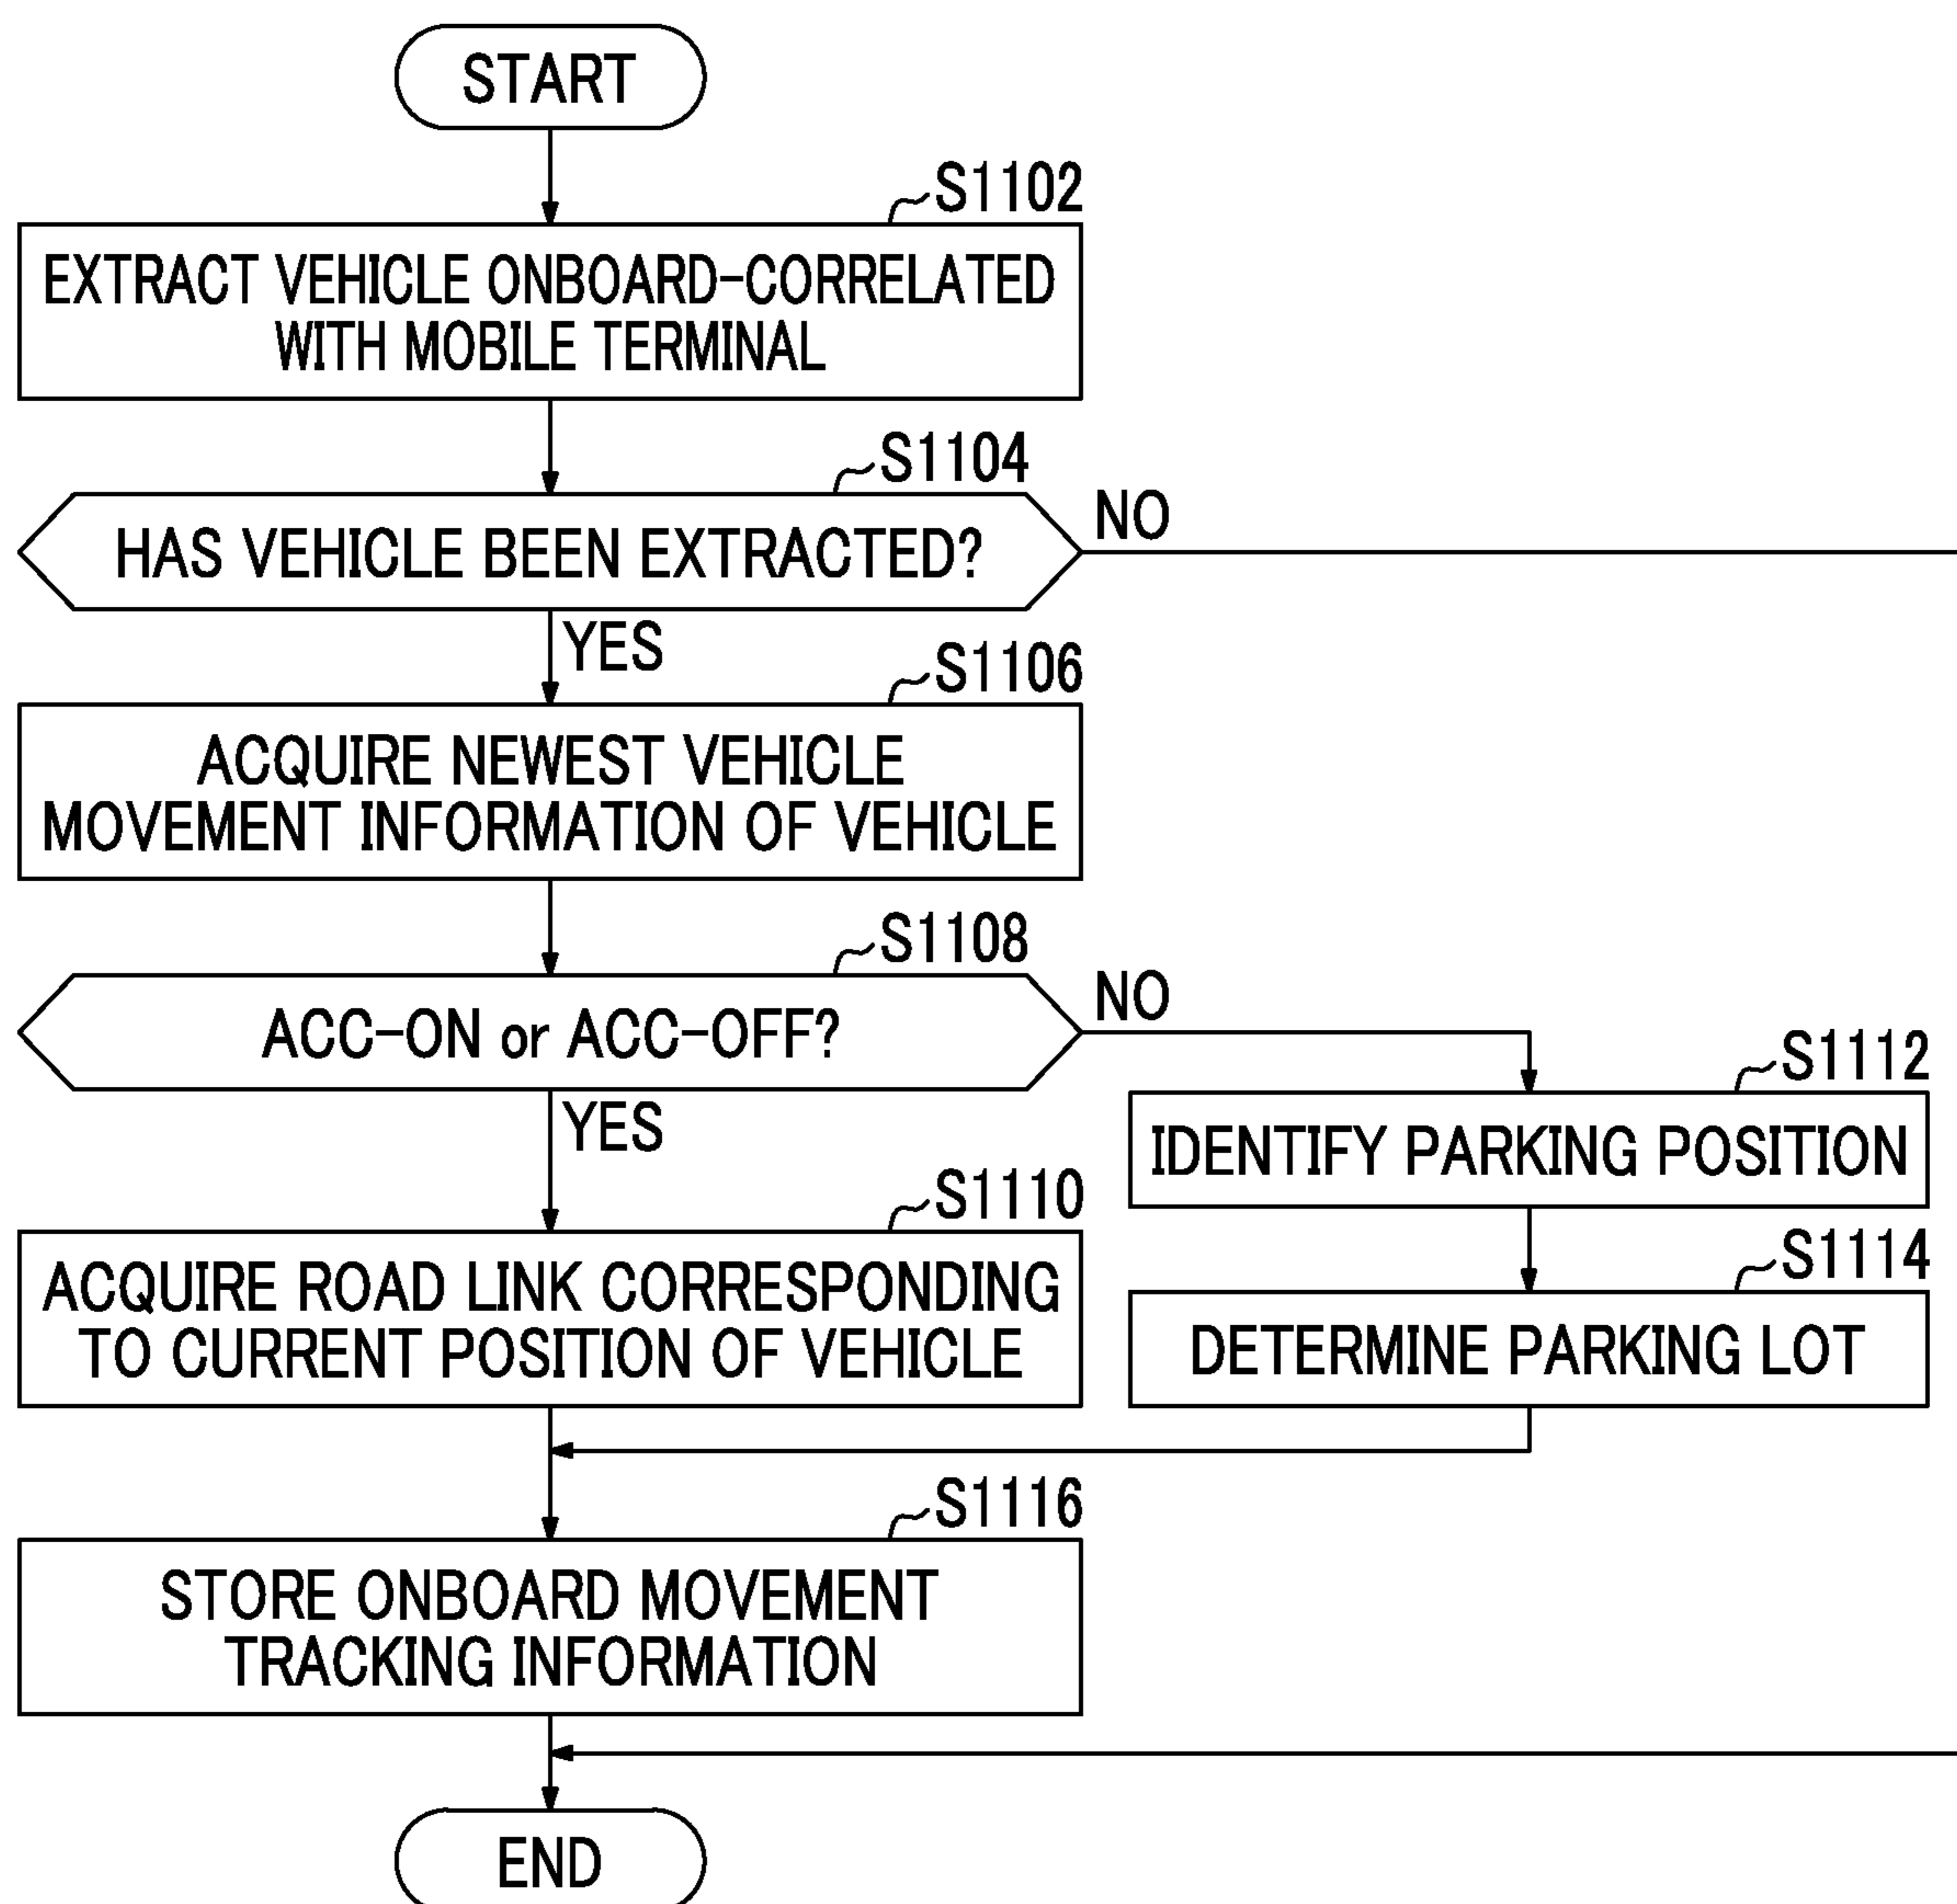 START
S1102
EXTRACT VEHICLE ONBOARD-CORRELATED
WITH MOBILE TERMINAL
S1104
HAS VEHICLE BEEN EXTRACTED?
NO
YES
S1106
ACQUIRE NEWEST VEHICLE
MOVEMENT INFORMATION OF VEHICLE
S1108
ACC-ON or ACC-OFF?
NO
YES
S1112
IDENTIFY PARKING POSITION
S1110
ACQUIRE ROAD LINK CORRESPONDING
TO CURRENT POSITION OF VEHICLE
S1114
DETERMINE PARKING LOT
S1116
STORE ONBOARD MOVEMENT
TRACKING INFORMATION
END